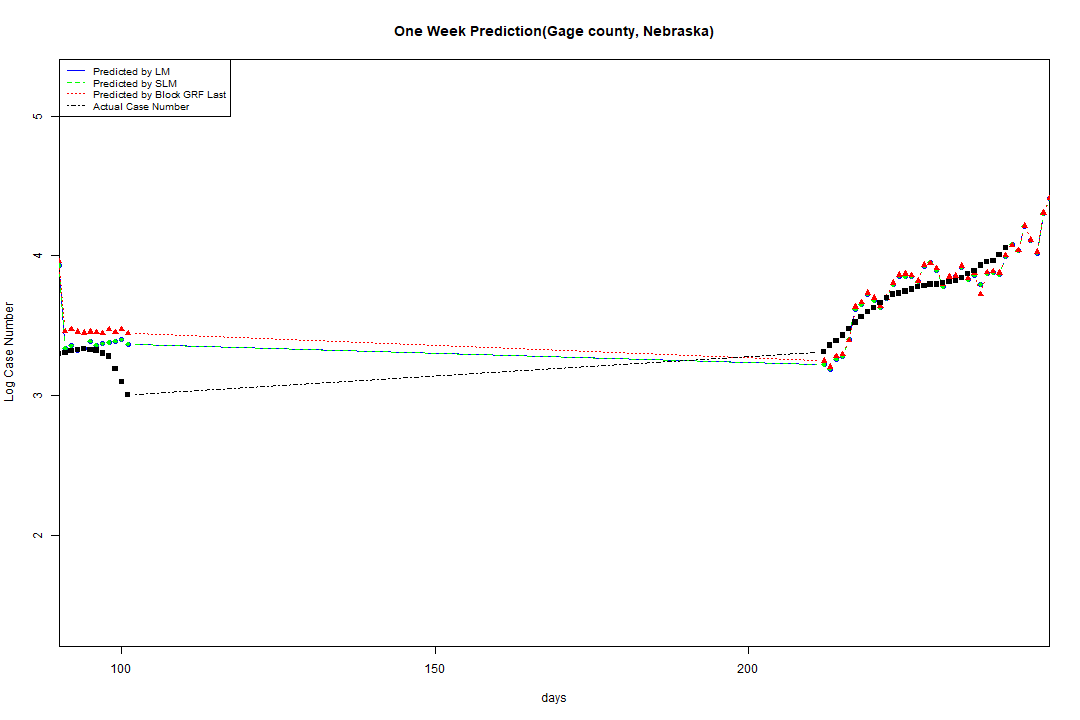 One Week Prediction(Gage county, Nebraska)
Predicted by LM
Predicted by SLM
Predicted by Block GRF Last
Actual Case Number
5
4
3
2
Log Case Number
100 150 200
days